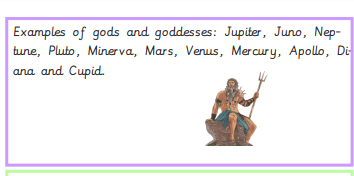 Examples of gods and goddesses: Jupiter, Juno, Nep-
tune, Pluto, Minerva, Mars, Venus, Mercury, Apollo, Di-
ana and Cupid.